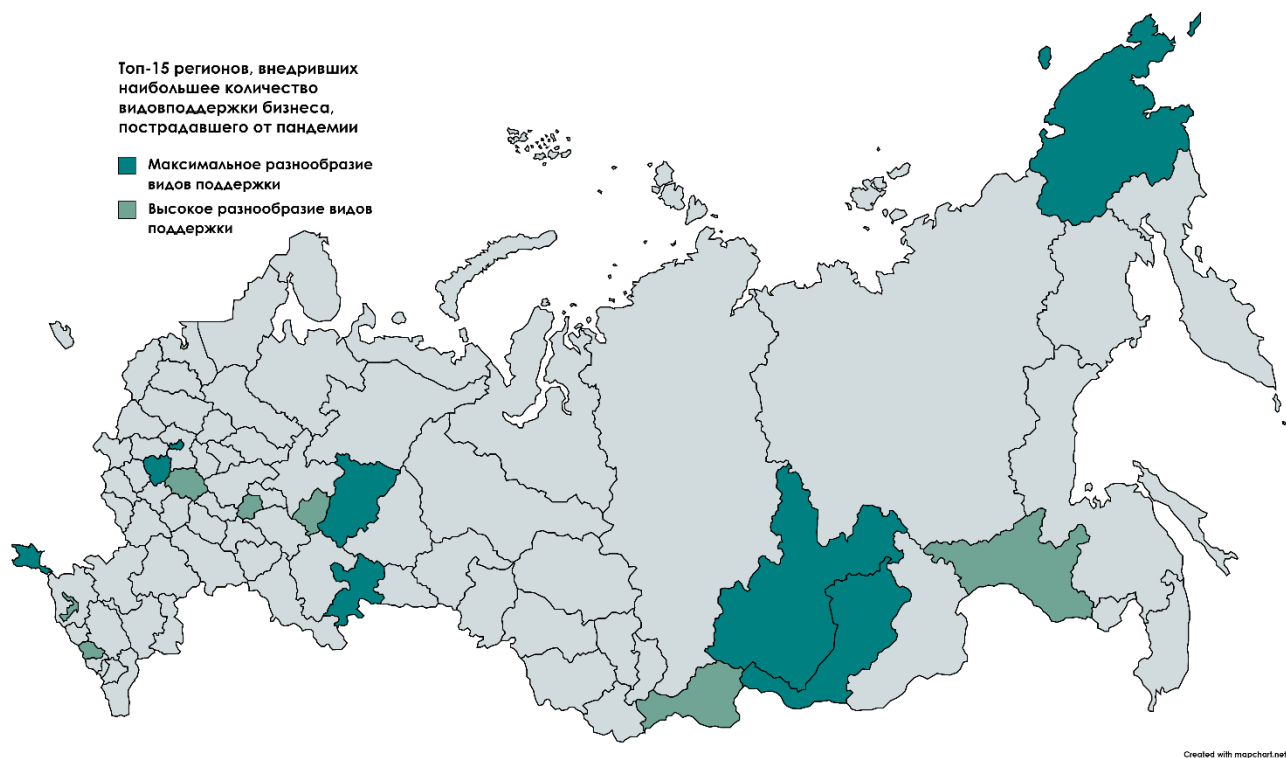 Топ-15 регионов, внедривших
наибольшее количество
видовподдержки бизнеса,
пострадавшего от пандемии
Максимальное разнообразие
видов поддержки
Высокое разнообразие видов
поддержки
Created with mapchart.net